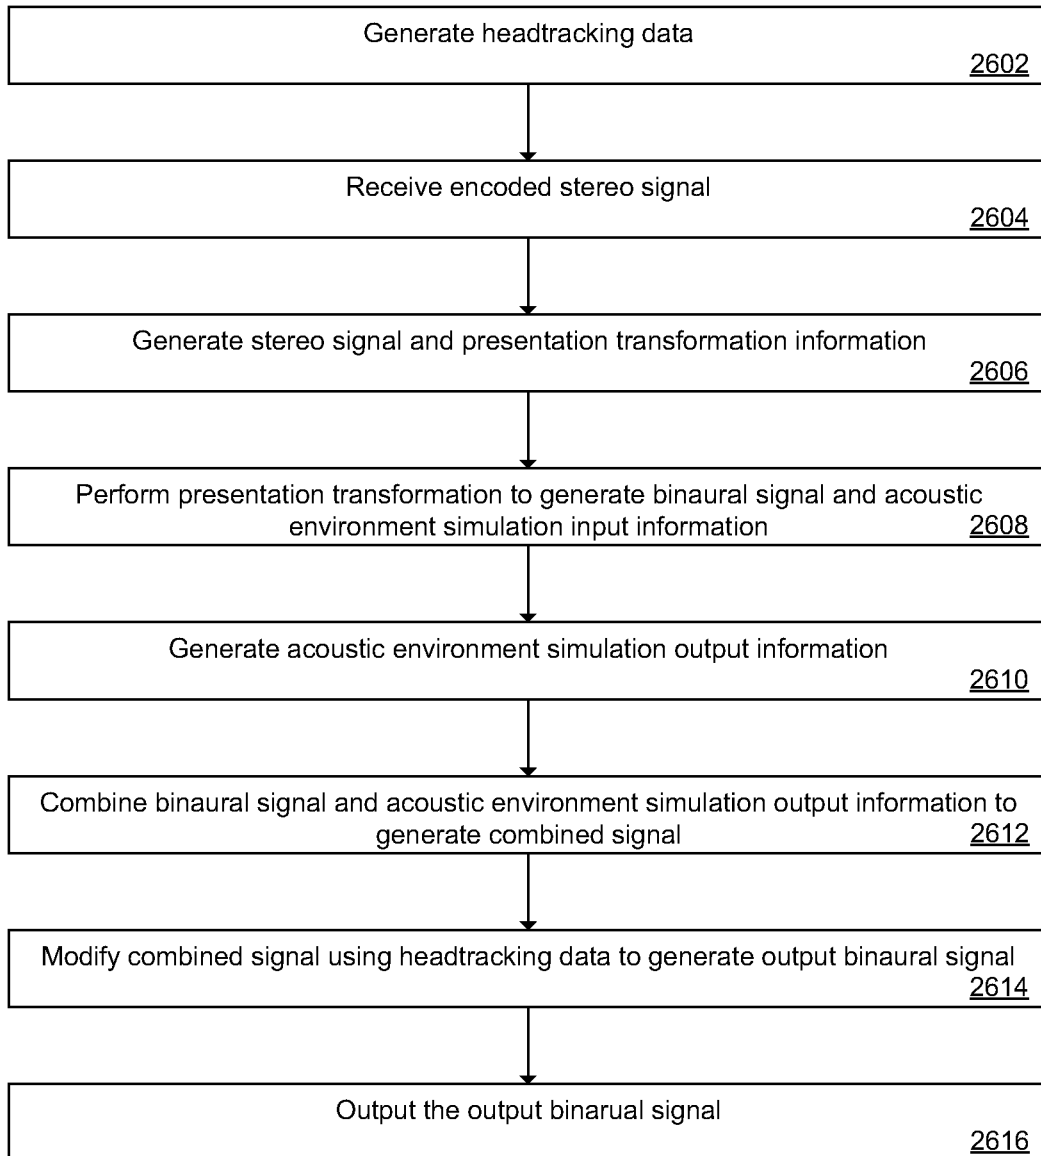 Generate headtracking data
2602
Receive encoded stereo signal
2604
Generate stereo signal and presentation transformation information
2606
Perform presentation transformation to generate binaural signal and acoustic
environment simulation input information
2608
Generate acoustic environment simulation output information
2610
Combine binaural signal and acoustic environment simulation output information to
generate combined signal
2612
Modify combined signal using headtracking data to generate output binaural signal
2614
Output the output binarual signal
2616